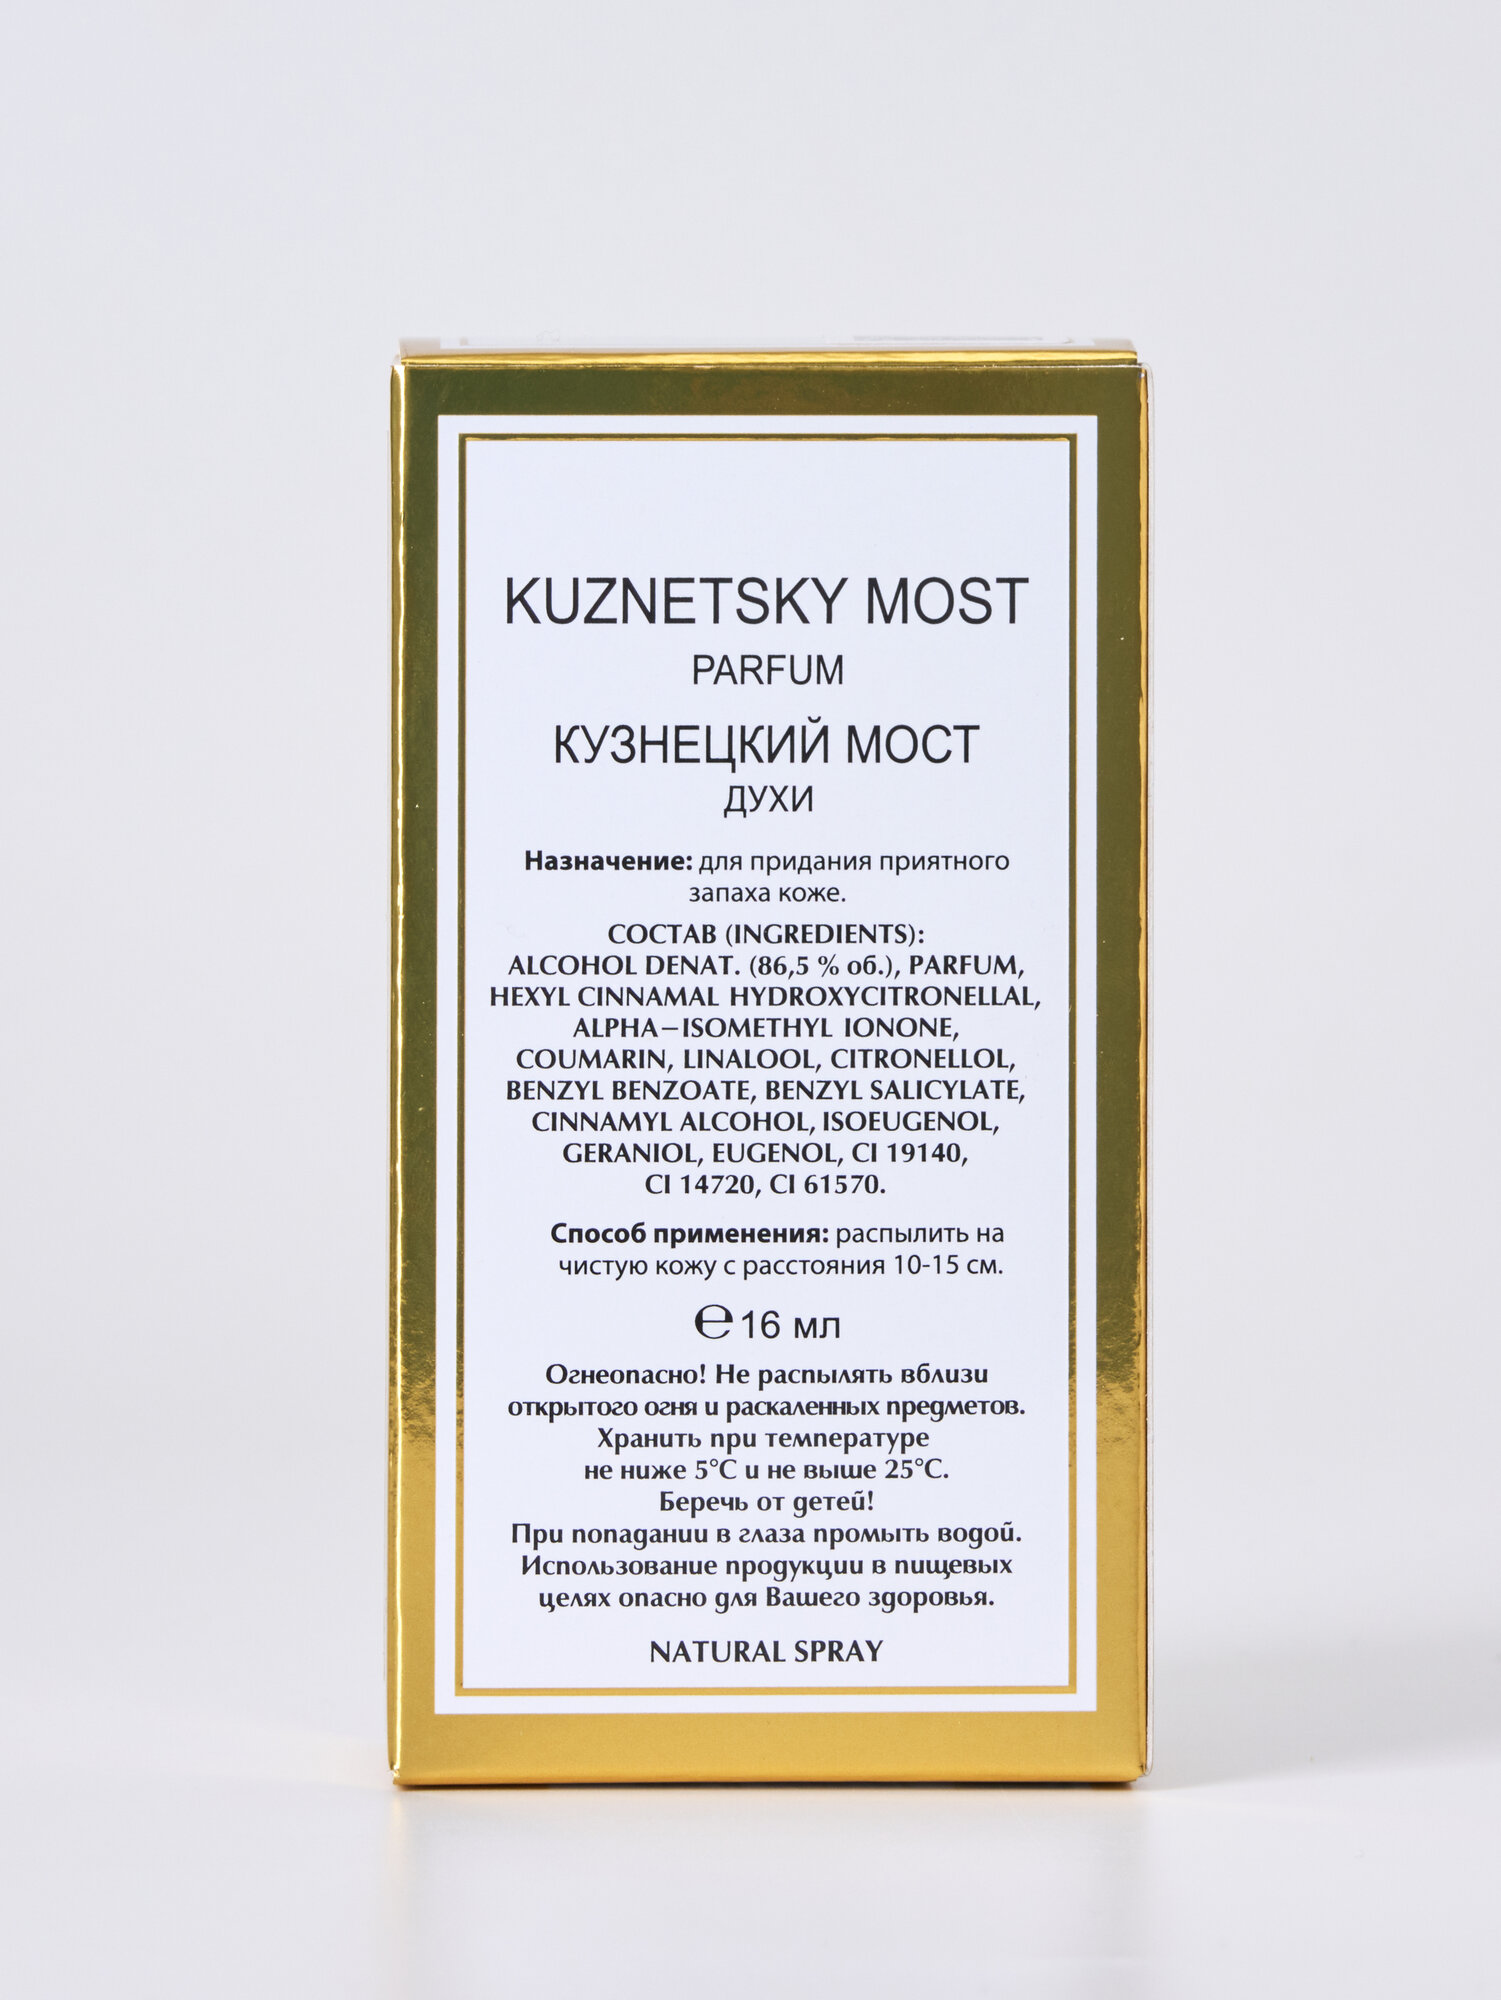 KUZNETSKY MOST
PARFUM
КУЗНЕЦКИЙ МОСТ
ДУХИ
Назначение: для придания приятного
запаха коже.
СОСТАВ (INGREDIENTS):
ALCOHOL DENAT. (86,5 % об.), PARFUM,
HEXYL CINNAMAL HYDROXYCITRONELLAL,
ALPHA–ISOMETHYL IONONE,
COUMARIN, LINALOOL, CITRONELLOL,
BENZYL BENZOATE, BENZYL SALICYLATE,
CINNAMYL ALCOHOL, ISOEUGENOL,
GERANIOL, EUGENOL, CI 19140,
CI 14720, CI 61570.
Способ применения: распылить на
чистую кожу с расстояния 10-15 см.
℮ 16 мл
Огнеопасно! Не распылять вблизи
открытого огня и раскаленных предметов.
Хранить при температуре
не ниже 5°С и не выше 25°С.
Беречь от детей!
При попадании в глаза промыть водой.
Использование продукции в пищевых
целях опасно для Вашего здоровья.
NATURAL SPRAY